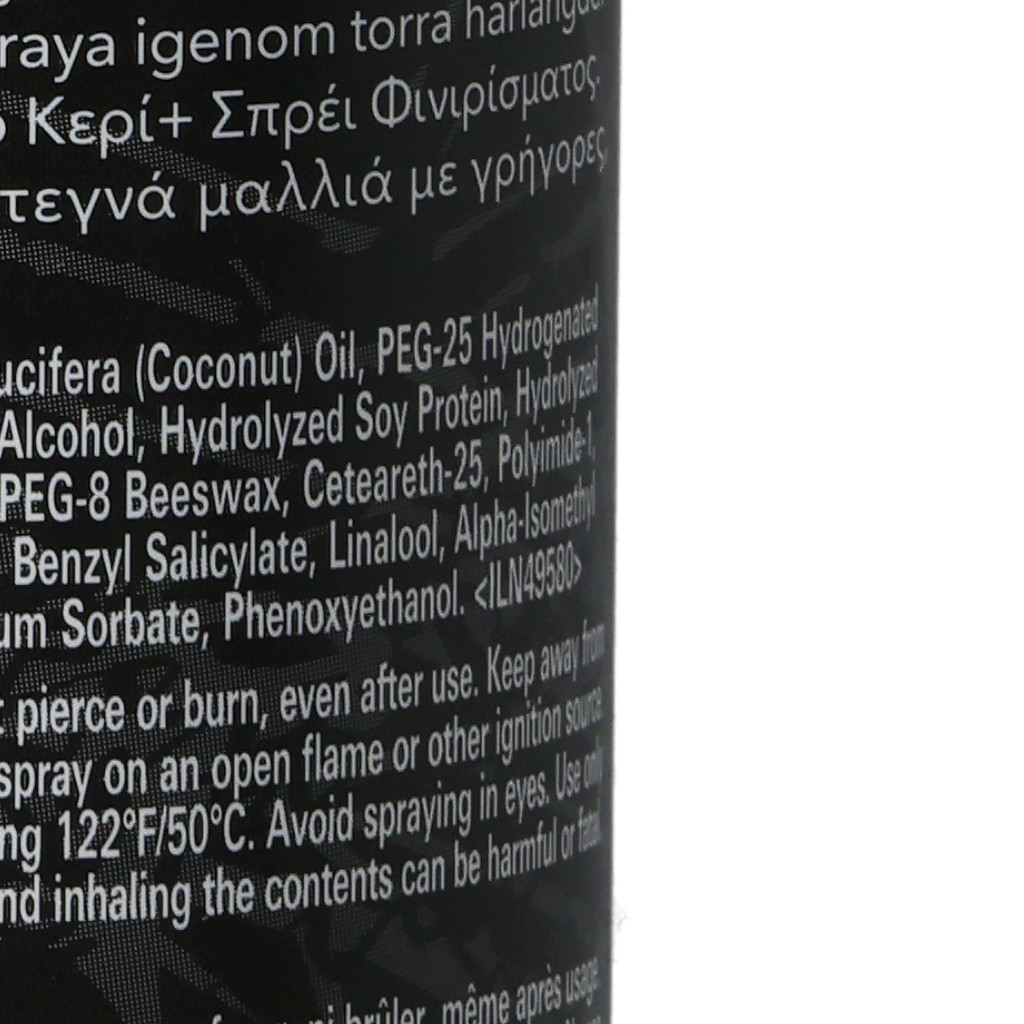 raya igenom torra
Κερί+ Σπρέι Φινιρίσματος.
τεγνά μαλλιά με γρήγορες,
ucifera (Coconut) Oil, PEG-25 Hydrogenated
Alcohol, Hydrolyzed Soy Protein, Hydrolyzed
PEG-8 Beeswax, Ceteareth-25, Polyimide-1,
Benzyl Salicylate, Linalool, Alpha-Isomethyl
um Sorbate, Phenoxyethanol. <ILN49580>
pierce or burn, even after use. Keep away from
spray on an open flame or other ignition source.
ng 122°F/50°C. Avoid spraying in eyes. Use only
nd inhaling the contents can be harmful or fatal.
ni brûler, même après usage.